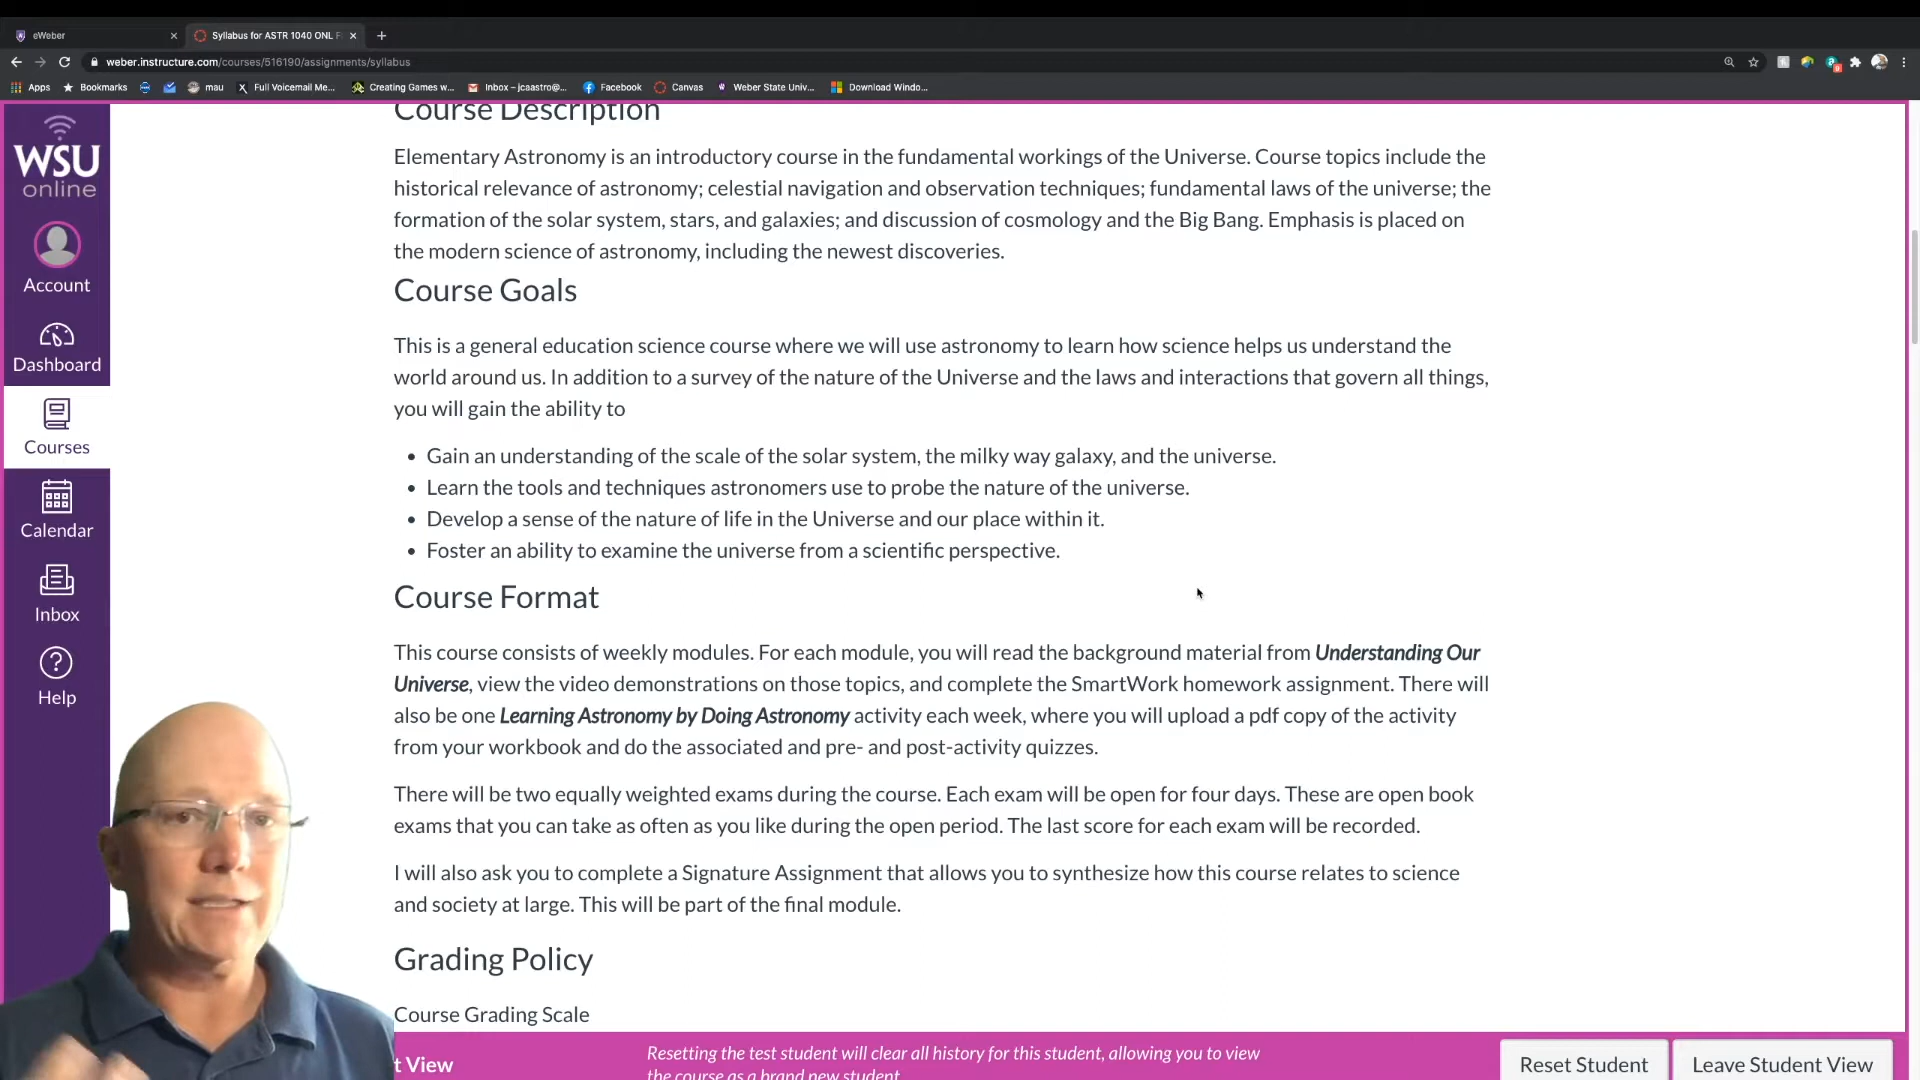 eWeber
Syllabus for ASTR 1040 ONL F
weber.instructure.com/courses/516190/assignments/syllabus
Apps Bookmarks mau Full Voicemail Me... Creating Games w... Inbox – jcaastro@... Facebook Canvas Weber State Univ... Download Windo...
Course Description
WSU
online
Account
Dashboard
Courses
Calendar
Inbox
Help
Elementary Astronomy is an introductory course in the fundamental workings of the Universe. Course topics include the
historical relevance of astronomy; celestial navigation and observation techniques; fundamental laws of the universe; the
formation of the solar system, stars, and galaxies; and discussion of cosmology and the Big Bang. Emphasis is placed on
the modern science of astronomy, including the newest discoveries.
Course Goals
This is a general education science course where we will use astronomy to learn how science helps us understand the
world around us. In addition to a survey of the nature of the Universe and the laws and interactions that govern all things,
you will gain the ability to
• Gain an understanding of the scale of the solar system, the milky way galaxy, and the universe.
• Learn the tools and techniques astronomers use to probe the nature of the universe.
• Develop a sense of the nature of life in the Universe and our place within it.
• Foster an ability to examine the universe from a scientific perspective.
Course Format
This course consists of weekly modules. For each module, you will read the background material from Understanding Our
Universe, view the video demonstrations on those topics, and complete the SmartWork homework assignment. There will
also be one Learning Astronomy by Doing Astronomy activity each week, where you will upload a pdf copy of the activity
from your workbook and do the associated and pre- and post-activity quizzes.
There will be two equally weighted exams during the course. Each exam will be open for four days. These are open book
exams that you can take as often as you like during the open period. The last score for each exam will be recorded.
I will also ask you to complete a Signature Assignment that allows you to synthesize how this course relates to science
and society at large. This will be part of the final module.
Grading Policy
Course Grading Scale
t View
Resetting the test student will clear all history for this student, allowing you to view
the course as a brand new student
Reset Student
Leave Student View